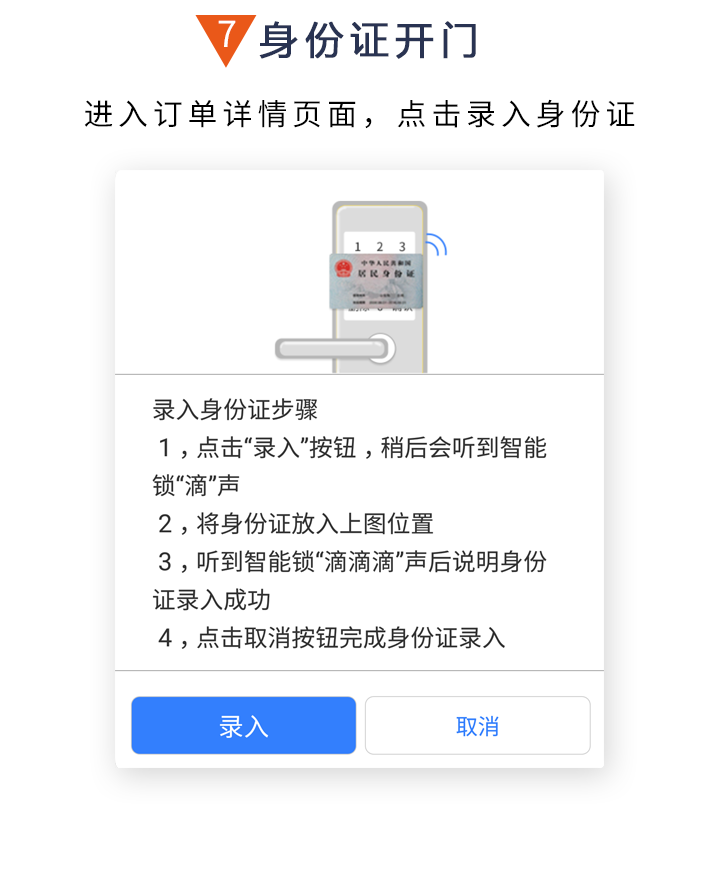 7 身份证开门
进入订单详情页面，点击录入身份证
1 2 3
中华人民共和国
居民身份证
录入身份证步骤
1，点击“录入”按钮，稍后会听到智能
锁“滴”声
2，将身份证放入上图位置
3，听到智能锁“滴滴滴”声后说明身份
证录入成功
4，点击取消按钮完成身份证录入
录入
取消